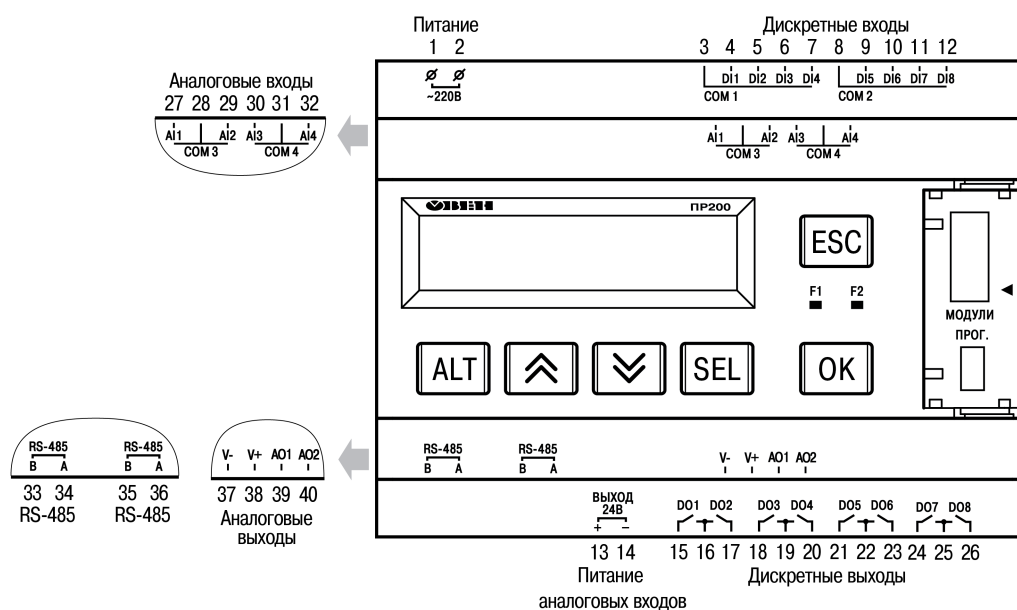 Питание
1 2
~220В
Дискретные входы
3 4 5 6 7 8 9 10 11 12
DI1 DI2 DI3 DI4 DI5 DI6 DI7 DI8
COM 1 COM 2
Аналоговые входы
27 28 29 30 31 32
AI1 AI2 AI3 AI4
COM 3 COM 4
AI1 AI2 AI3 AI4
COM 3 COM 4
ОВЕН ПР200
ESC
F1 F2
МОДУЛИ
ПРОГ.
ALT SEL OK
RS-485 RS-485
B A B A
33 34 35 36
RS-485 RS-485
V- V+ AO1 AO2
37 38 39 40
Аналоговые
выходы
RS-485 RS-485
B A B A
V- V+ AO1 AO2
ВЫХОД
24В
+ –
13 14
Питание
аналоговых входов
DO1 DO2 DO3 DO4 DO5 DO6 DO7 DO8
15 16 17 18 19 20 21 22 23 24 25 26
Дискретные выходы